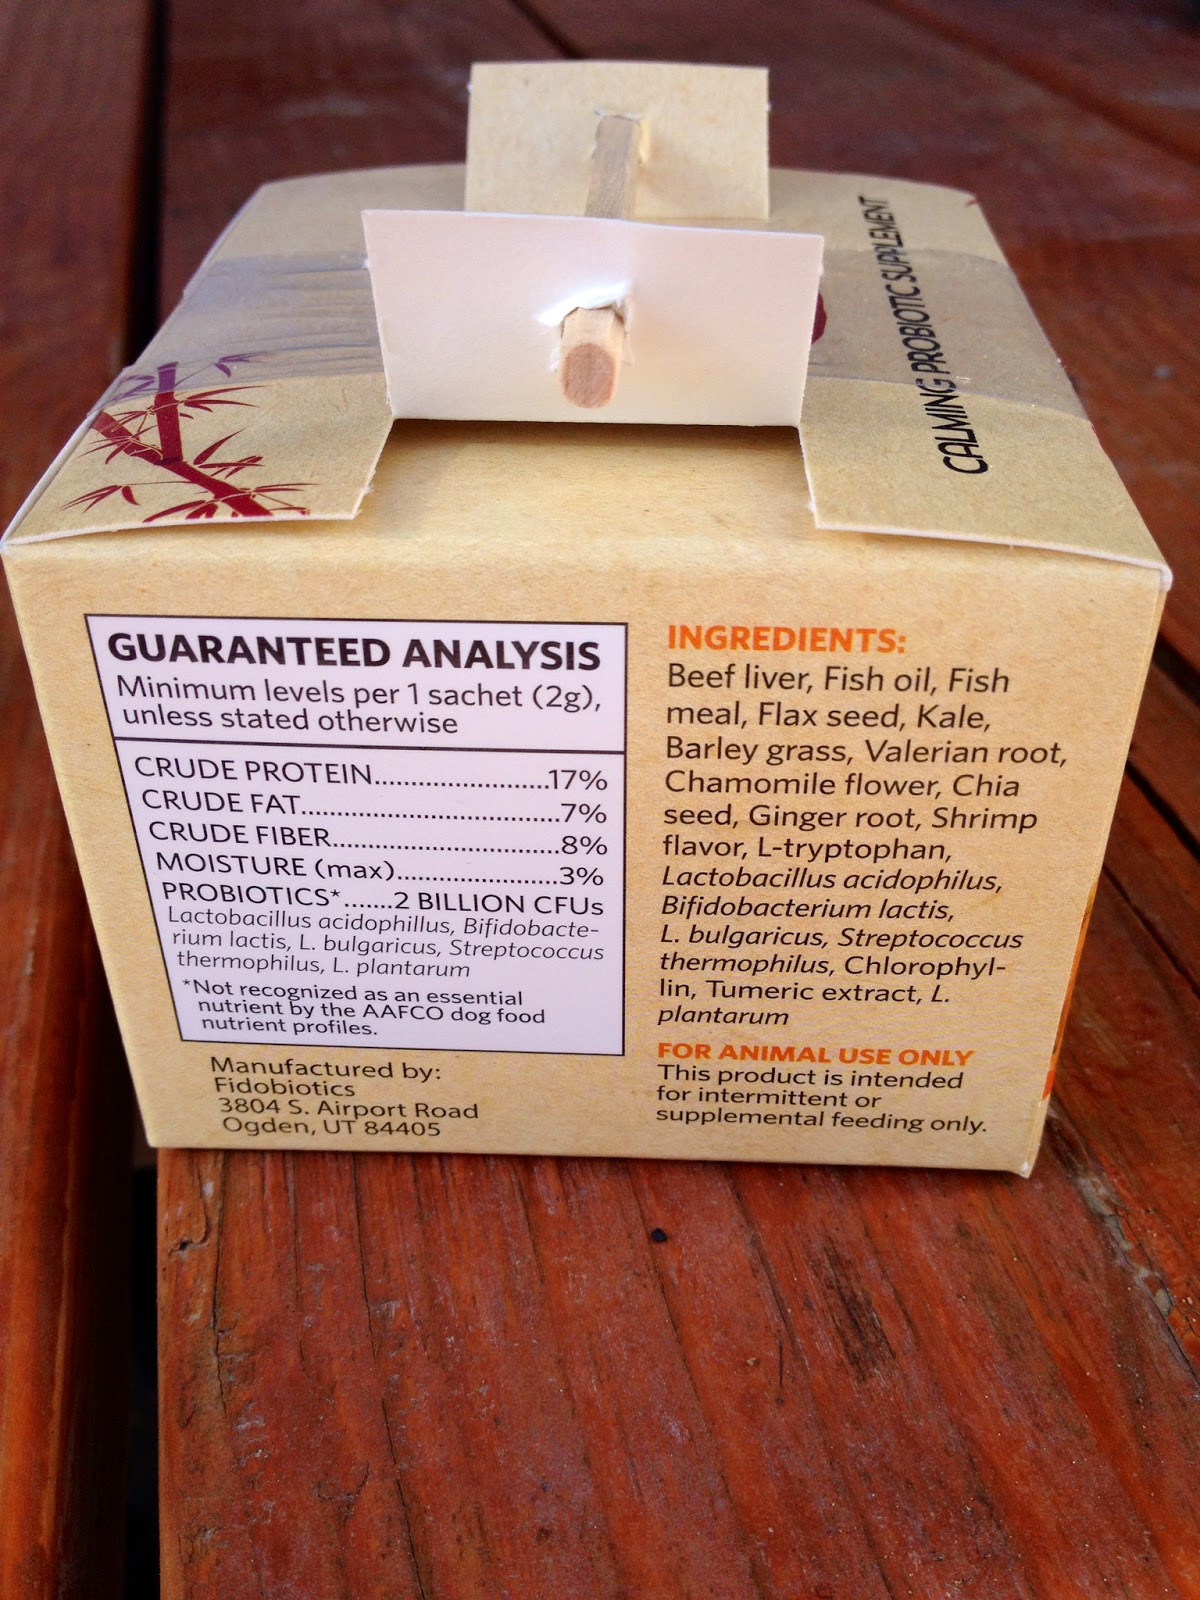 CALMING PROBIOTIC SUPPLEMENT
GUARANTEED ANALYSIS
Minimum levels per 1 sachet (2g),
unless stated otherwise
CRUDE PROTEIN............................17%
CRUDE FAT..........................................7%
CRUDE FIBER.....................................8%
MOISTURE (max)..........................3%
PROBIOTICS*.......2 BILLION CFUs
Lactobacillus acidophillus, Bifidobacte-
rium lactis, L. bulgaricus, Streptococcus
thermophilus, L. plantarum
*Not recognized as an essential
nutrient by the AAFCO dog food
nutrient profiles.
Manufactured by:
Fidobiotics
3804 S. Airport Road
Ogden, UT 84405
INGREDIENTS:
Beef liver, Fish oil, Fish
meal, Flax seed, Kale,
Barley grass, Valerian root,
Chamomile flower, Chia
seed, Ginger root, Shrimp
flavor, L-tryptophan,
Lactobacillus acidophilus,
Bifidobacterium lactis,
L. bulgaricus, Streptococcus
thermophilus, Chlorophyl-
lin, Tumeric extract, L.
plantarum
FOR ANIMAL USE ONLY
This product is intended
for intermittent or
supplemental feeding only.